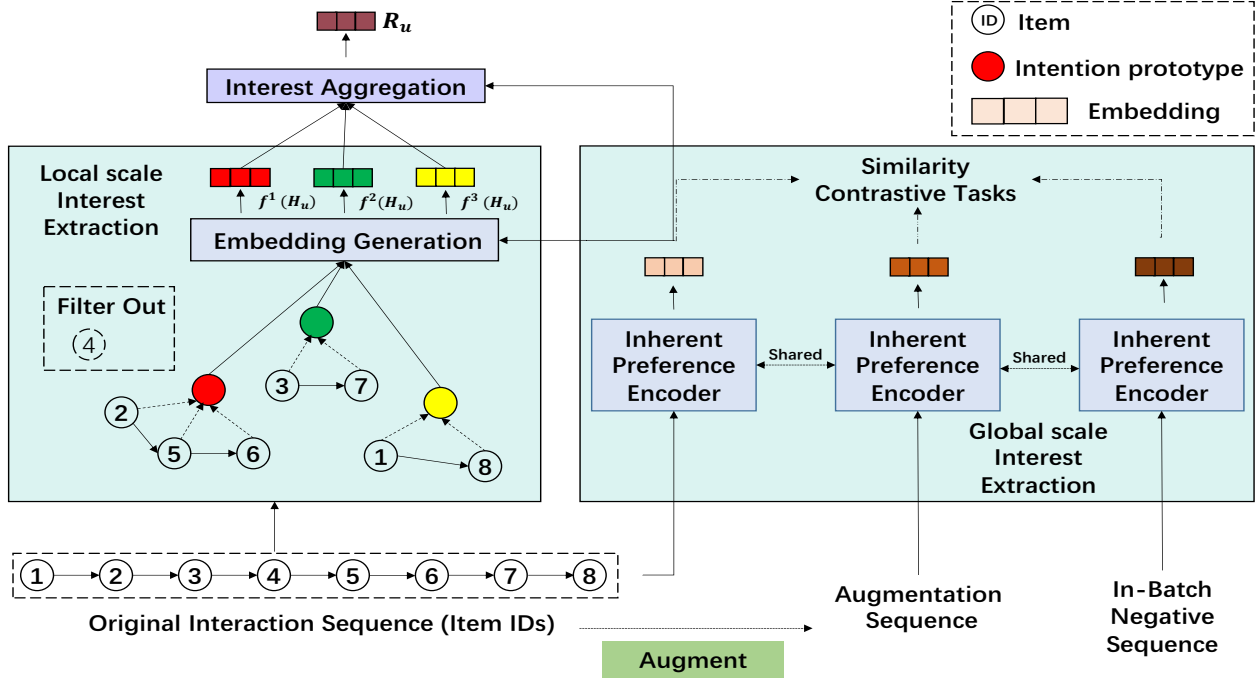 R_u
ID Item
Intention prototype
Embedding
Interest Aggregation
Local scale
Interest
Extraction
f^1 (H_u)
f^2(H_u)
f^3 (H_u)
Embedding Generation
Filter Out
4
3
7
2
5
6
1
8
Similarity
Contrastive Tasks
Inherent
Preference
Encoder
Shared
Inherent
Preference
Encoder
Shared
Inherent
Preference
Encoder
Global scale
Interest
Extraction
1 2 3 4 5 6 7 8
Original Interaction Sequence (Item IDs)
Augment
Augmentation
Sequence
In-Batch
Negative
Sequence